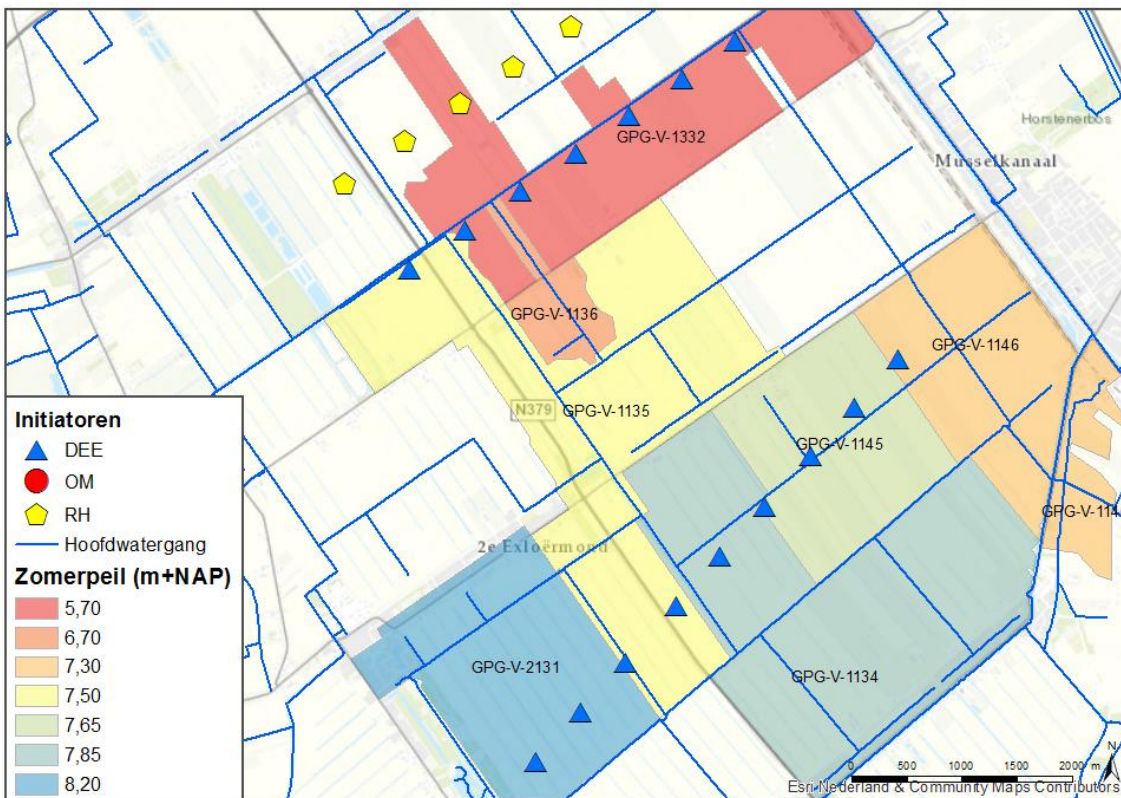 GPG-V-1332
Horstenerbos
Musselkanaal
GPG-V-1136
GPG-V-1146
N379
GPG-V-1135
GPG-V-1145
GPG-V-114
2e Exloërmond
GPG-V-2131
GPG-V-1134
Initiatoren
DEE
OM
RH
Hoofdwatergang
Zomerpeil (m+NAP)
5,70
6,70
7,30
7,50
7,65
7,85
8,20
N
0 500 1000 1500 2000 m
Esri Nederland & Community Maps Contributors